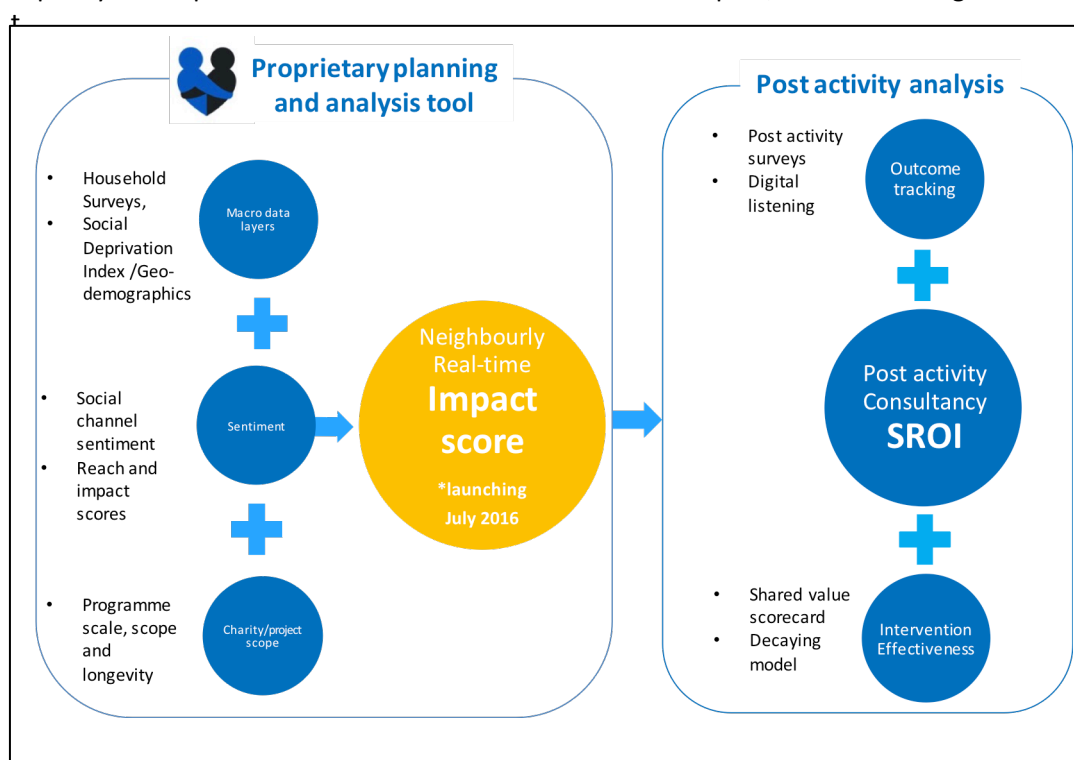 t
Proprietary planning
and analysis tool
• Household
Surveys,
• Social
Deprivation
Index /Geo-
demographics
Macro data
layers
• Social
channel
sentiment
• Reach and
impact
scores
Sentiment
• Programme
scale, scope
and
longevity
Charity/project
scope
Neighbourly
Real-time
Impact
score
*launching
July 2016
Post activity analysis
• Post activity
surveys
• Digital
listening
Outcome
tracking
Post activity
Consultancy
SROI
• Shared value
scorecard
• Decaying
model
Intervention
Effectiveness